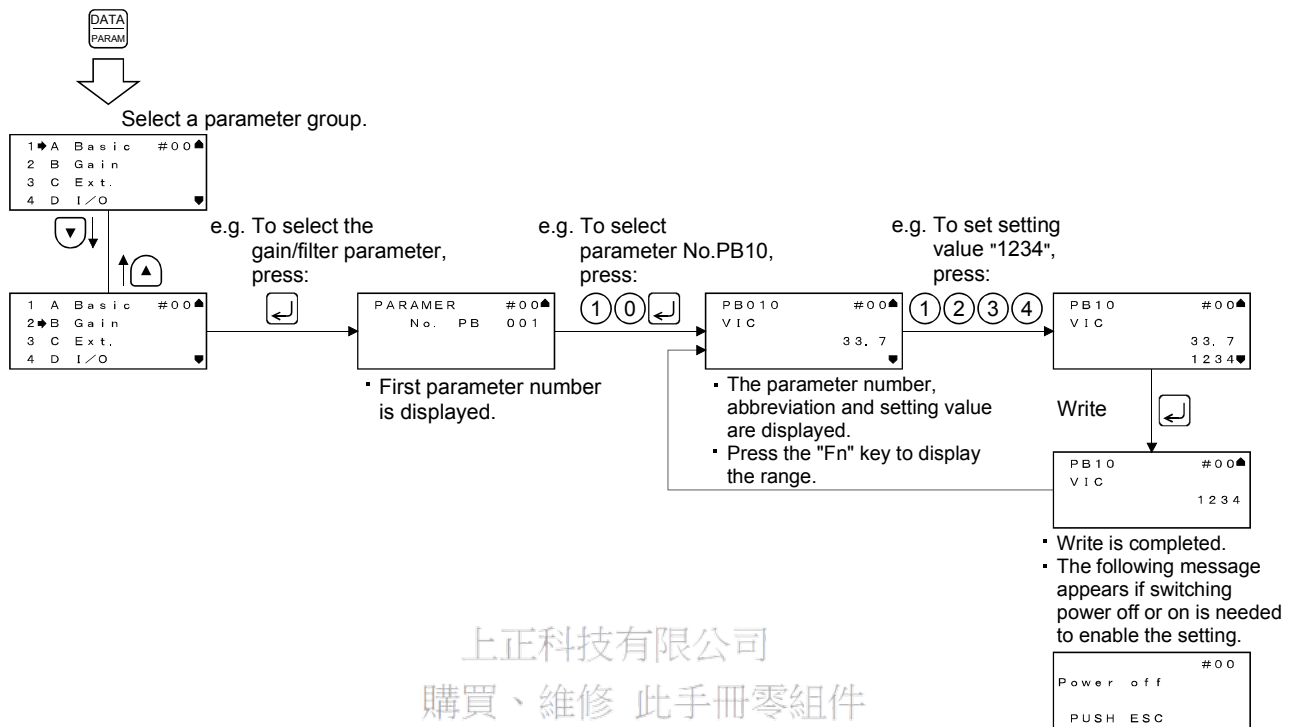 DATA
PARAM
Select a parameter group.
1➔A Basic #00
2 B Gain
3 C Ext.
4 D I/O
e.g. To select the
gain/filter parameter,
press:
e.g. To select
parameter No.PB10,
press:
e.g. To set setting
value "1234",
press:
1 A Basic #00
2➔B Gain
3 C Ext.
4 D I/O
PARAMER #00
No. PB 001
1 0
PB010 #00
VIC
33. 7
1 2 3 4
PB10 #00
VIC
33. 7
1234
▪ First parameter number
is displayed.
▪ The parameter number,
abbreviation and setting value
are displayed.
▪ Press the "Fn" key to display
the range.
Write
PB10 #00
VIC
1234
▪ Write is completed.
▪ The following message
appears if switching
power off or on is needed
to enable the setting.
#00
Power off
PUSH ESC
上正科技有限公司
購買、維修 此手冊零組件